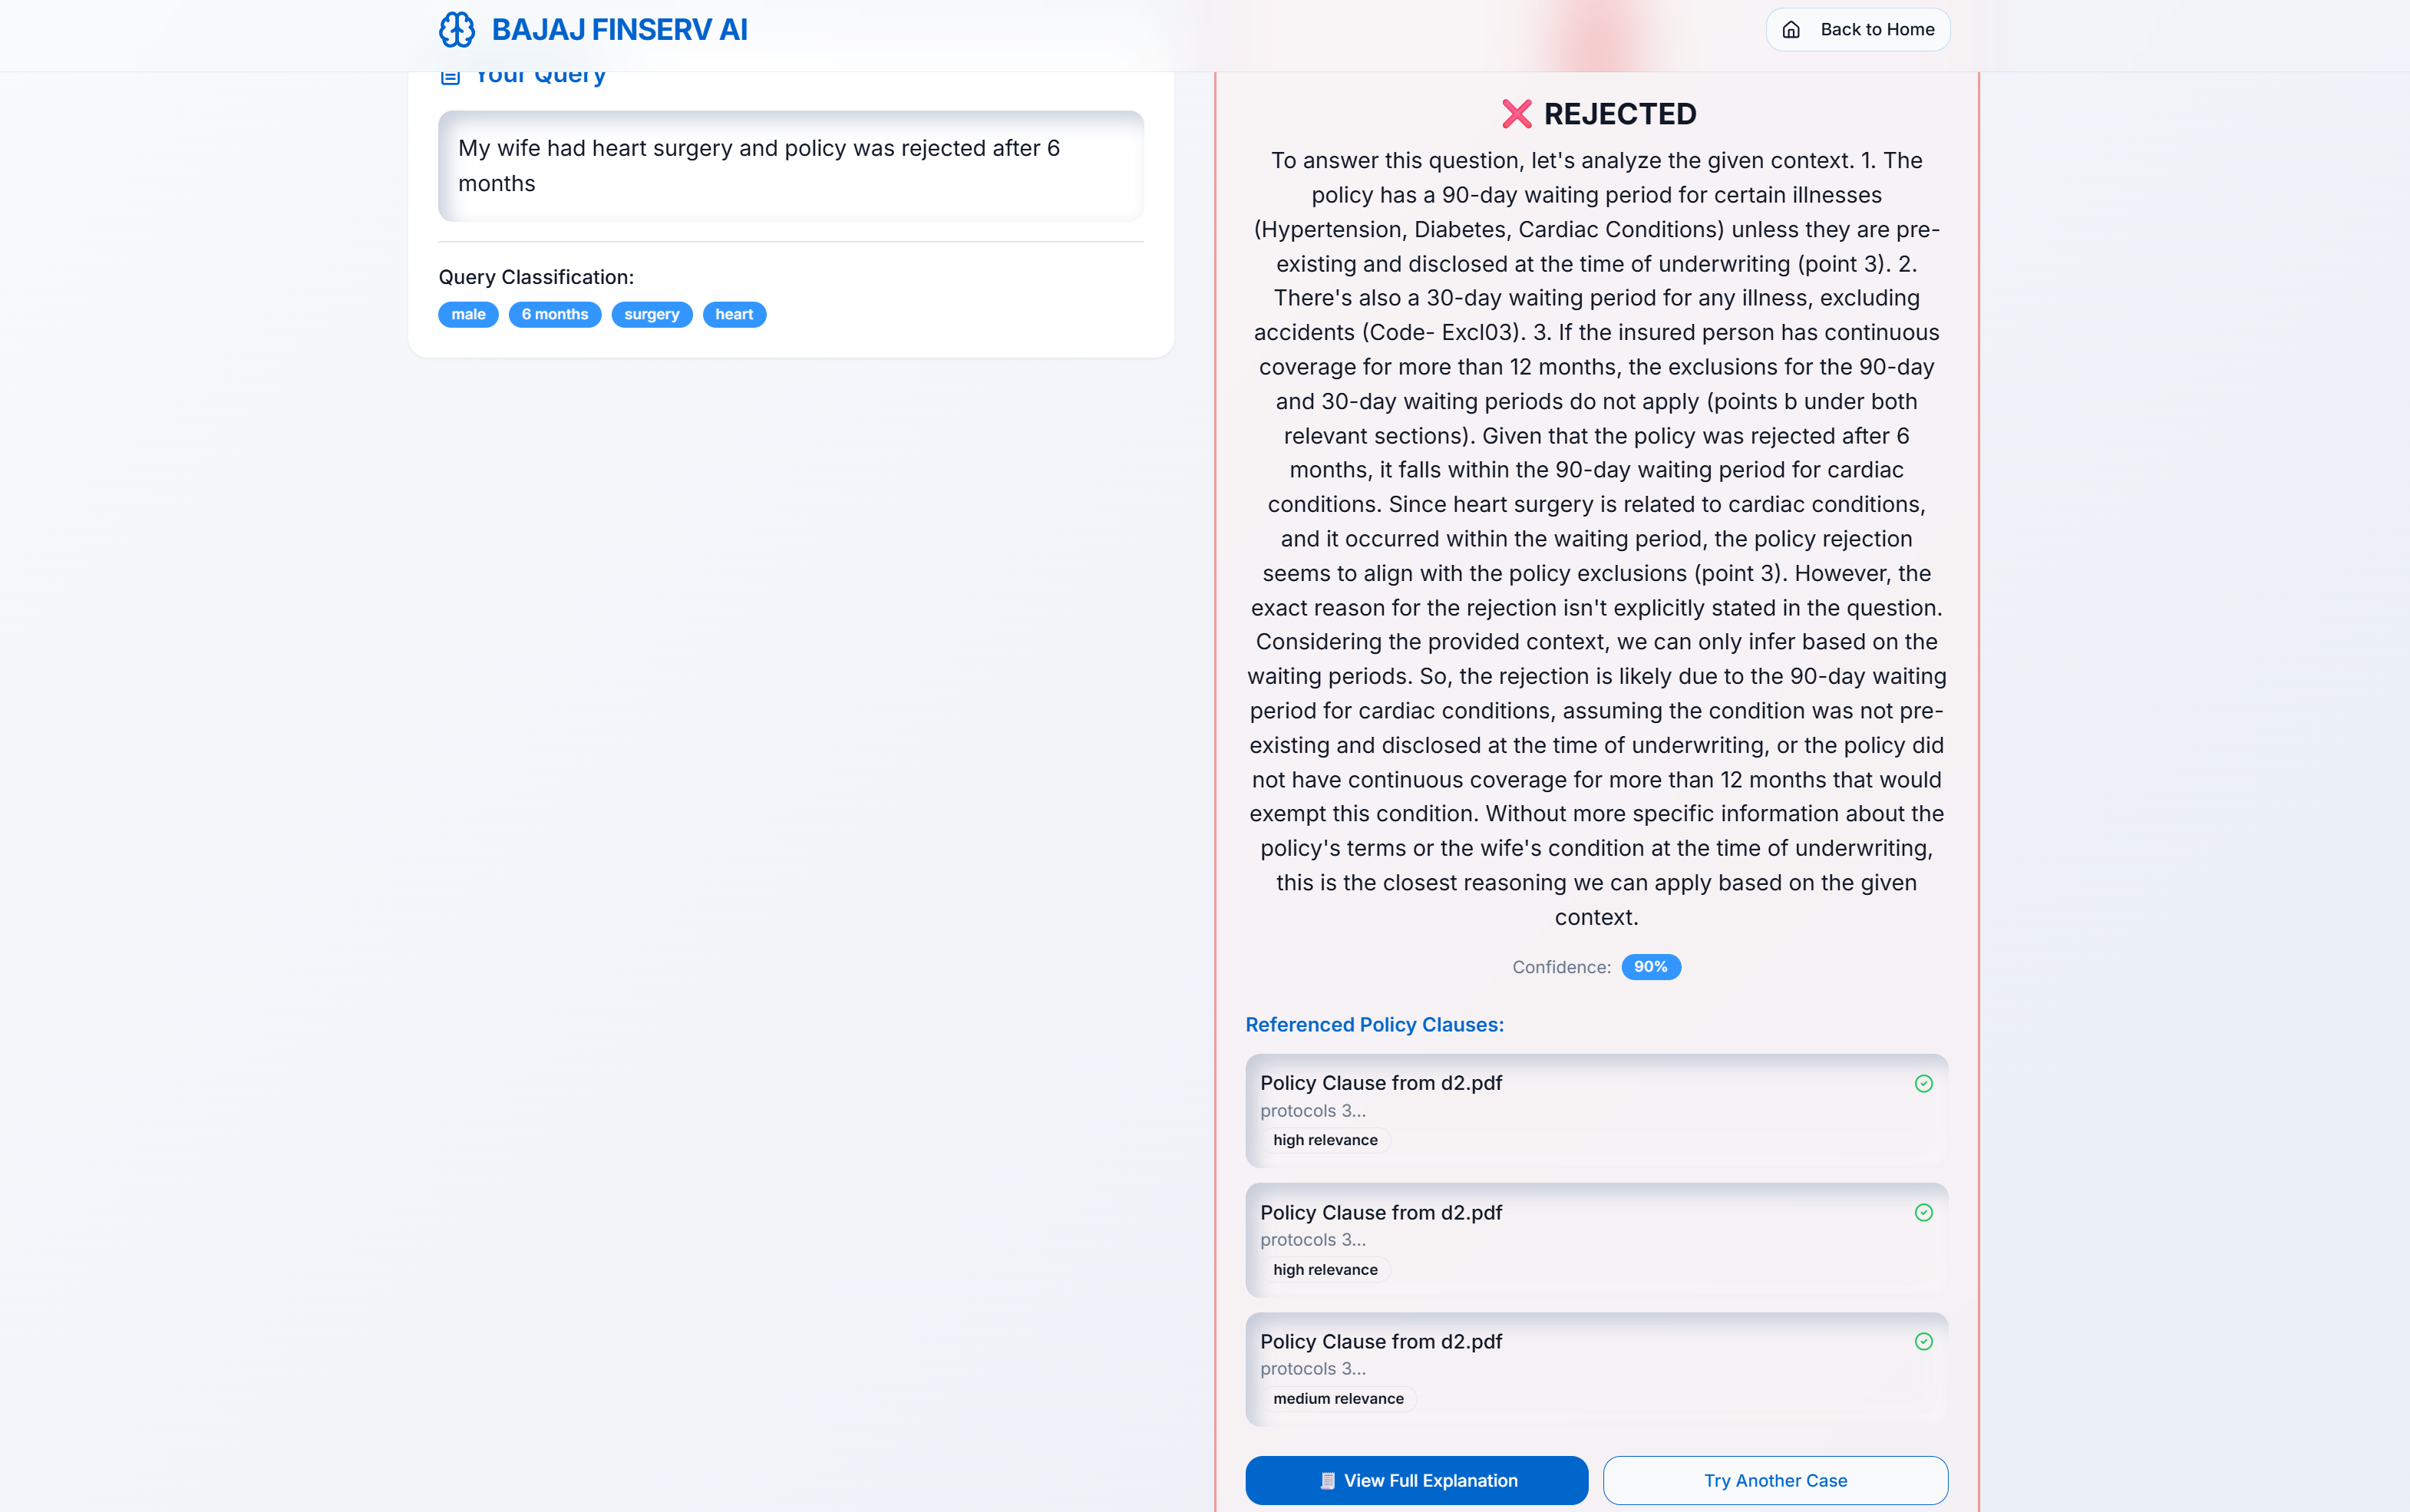 BAJAJ FINSERV AI
Back to Home
Your Query
My wife had heart surgery and policy was rejected after 6
months
Query Classification:
male
6 months
surgery
heart
❌ REJECTED
To answer this question, let's analyze the given context. 1. The
policy has a 90-day waiting period for certain illnesses
(Hypertension, Diabetes, Cardiac Conditions) unless they are pre-
existing and disclosed at the time of underwriting (point 3). 2.
There's also a 30-day waiting period for any illness, excluding
accidents (Code- Excl03). 3. If the insured person has continuous
coverage for more than 12 months, the exclusions for the 90-day
and 30-day waiting periods do not apply (points b under both
relevant sections). Given that the policy was rejected after 6
months, it falls within the 90-day waiting period for cardiac
conditions. Since heart surgery is related to cardiac conditions,
and it occurred within the waiting period, the policy rejection
seems to align with the policy exclusions (point 3). However, the
exact reason for the rejection isn't explicitly stated in the question.
Considering the provided context, we can only infer based on the
waiting periods. So, the rejection is likely due to the 90-day waiting
period for cardiac conditions, assuming the condition was not pre-
existing and disclosed at the time of underwriting, or the policy did
not have continuous coverage for more than 12 months that would
exempt this condition. Without more specific information about the
policy's terms or the wife's condition at the time of underwriting,
this is the closest reasoning we can apply based on the given
context.
Confidence: 90%
Referenced Policy Clauses:
Policy Clause from d2.pdf
protocols 3...
high relevance
Policy Clause from d2.pdf
protocols 3...
high relevance
Policy Clause from d2.pdf
protocols 3...
medium relevance
View Full Explanation
Try Another Case